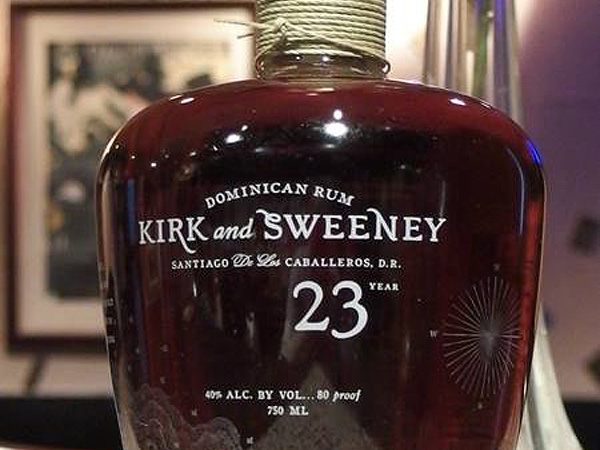 DOMINICAN RUM
KIRK and SWEENEY
SANTIAGO De Los CABALLEROS, D.R.
23 YEAR
40% ALC. BY VOL... 80 proof
750 ML
W